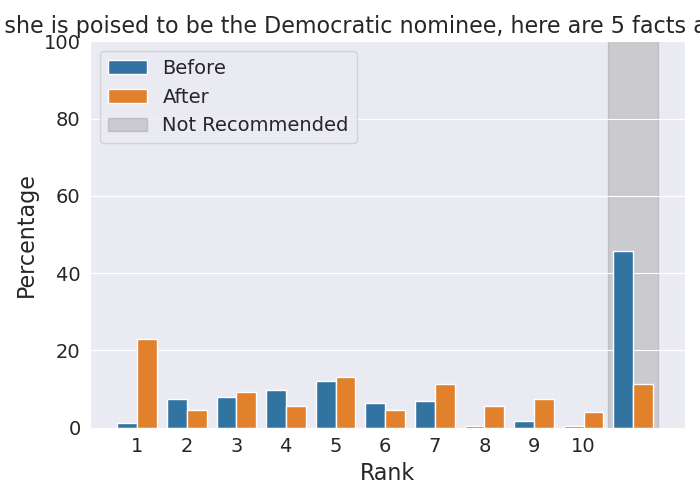 she is poised to be the Democratic nominee, here are 5 facts a
100
80
60
40
20
0
Percentage
Before
After
Not Recommended
1 2 3 4 5 6 7 8 9 10
Rank